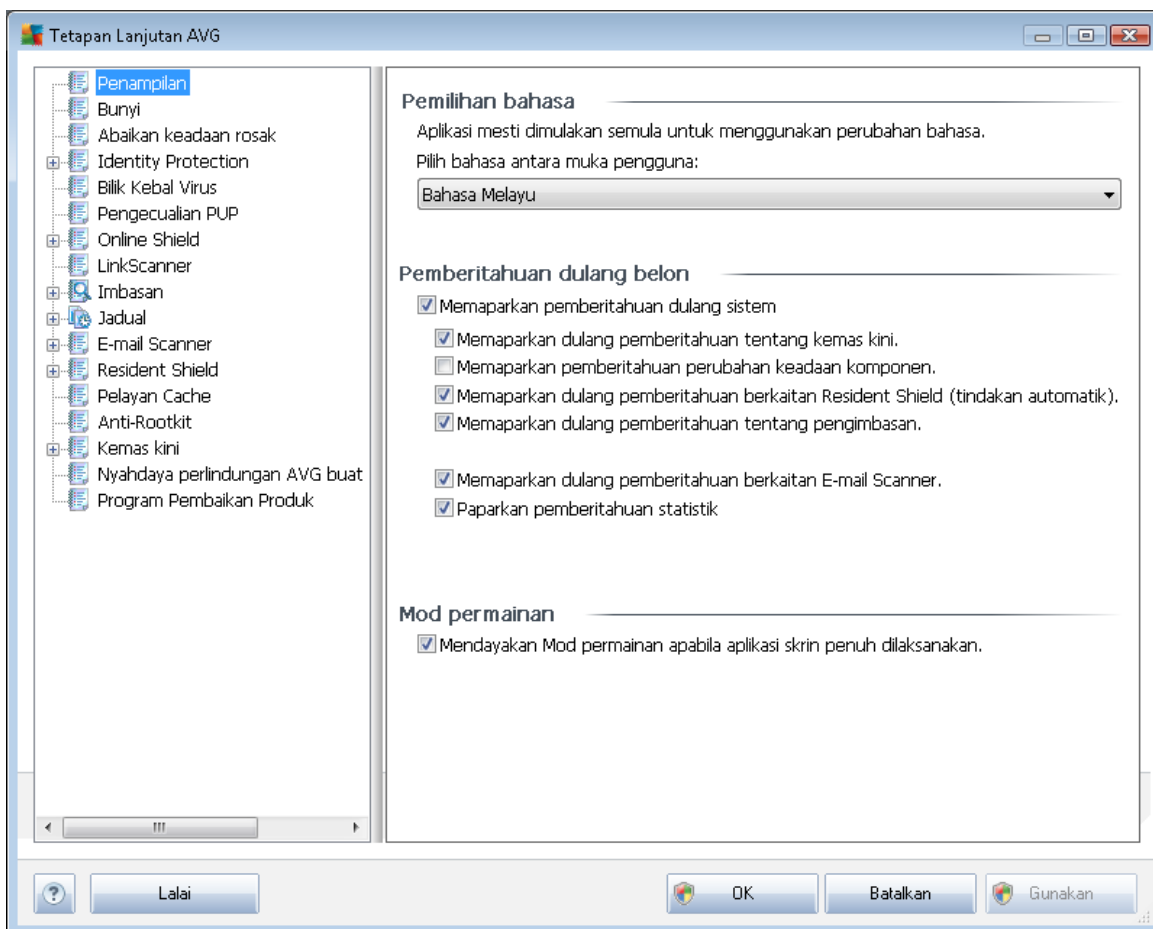 Tetapan Lanjutan AVG
Penampilan
Bunyi
Abaikan keadaan rosak
Identity Protection
Bilik Kebal Virus
Pengecualian PUP
Online Shield
LinkScanner
Imbasan
Jadual
E-mail Scanner
Resident Shield
Pelayan Cache
Anti-Rootkit
Kemas kini
Nyahdaya perlindungan AVG buat
Program Pembaikan Produk
Pemilihan bahasa
Aplikasi mesti dimulakan semula untuk menggunakan perubahan bahasa.
Pilih bahasa antara muka pengguna:
Bahasa Melayu
Pemberitahuan dulang belon
Memaparkan pemberitahuan dulang sistem
Memaparkan dulang pemberitahuan tentang kemas kini.
Memaparkan pemberitahuan perubahan keadaan komponen.
Memaparkan dulang pemberitahuan berkaitan Resident Shield (tindakan automatik).
Memaparkan dulang pemberitahuan tentang pengimbasan.
Memaparkan dulang pemberitahuan berkaitan E-mail Scanner.
Paparkan pemberitahuan statistik
Mod permainan
Mendayakan Mod permainan apabila aplikasi skrin penuh dilaksanakan.
?
Lalai
OK
Batalkan
Gunakan